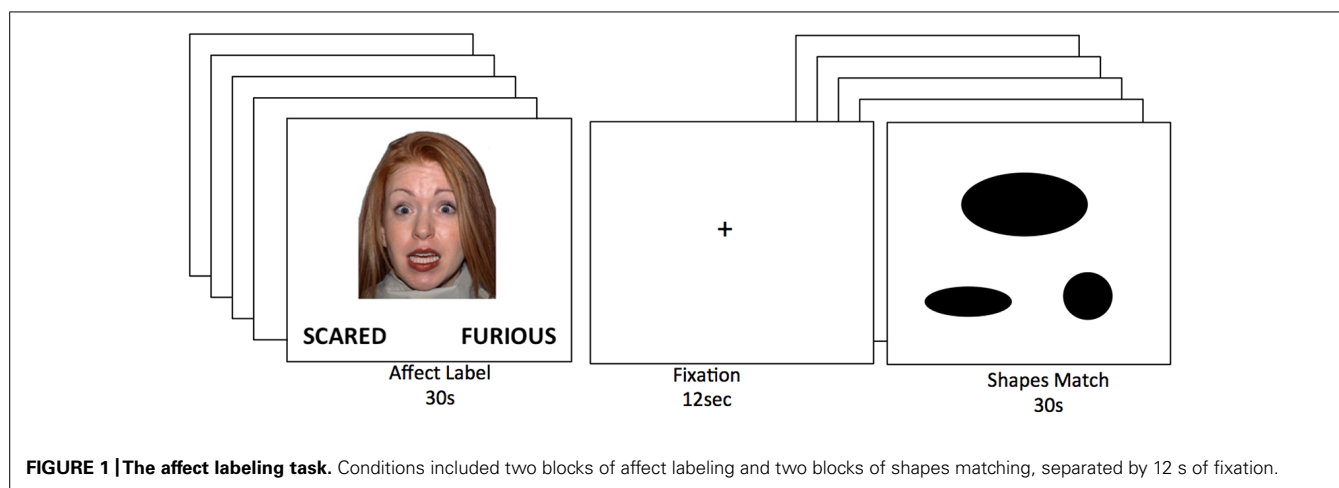 SCARED FURIOUS
+
Affect Label
30s
Fixation
12sec
Shapes Match
30s
FIGURE 1 | The affect labeling task. Conditions included two blocks of affect labeling and two blocks of shapes matching, separated by 12 s of fixation.